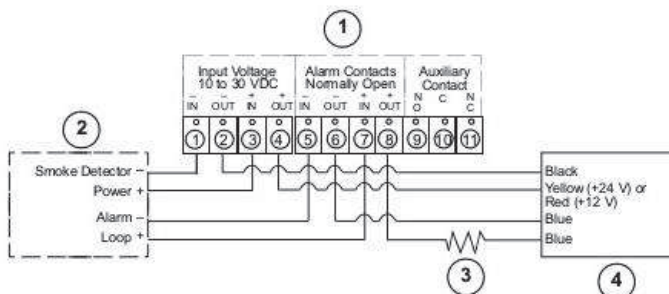 1
Input Voltage
10 to 30 VDC
Alarm Contacts
Normally Open
Auxiliary
Contact
– – + + – – + + N C N
IN OUT IN OUT IN OUT IN OUT O C
1 2 3 4 5 6 7 8 9 10 11
2
Smoke Detector –
Power +
Alarm –
Loop +
Black
Yellow (+24 V) or
Red (+12 V)
Blue
Blue
3
4